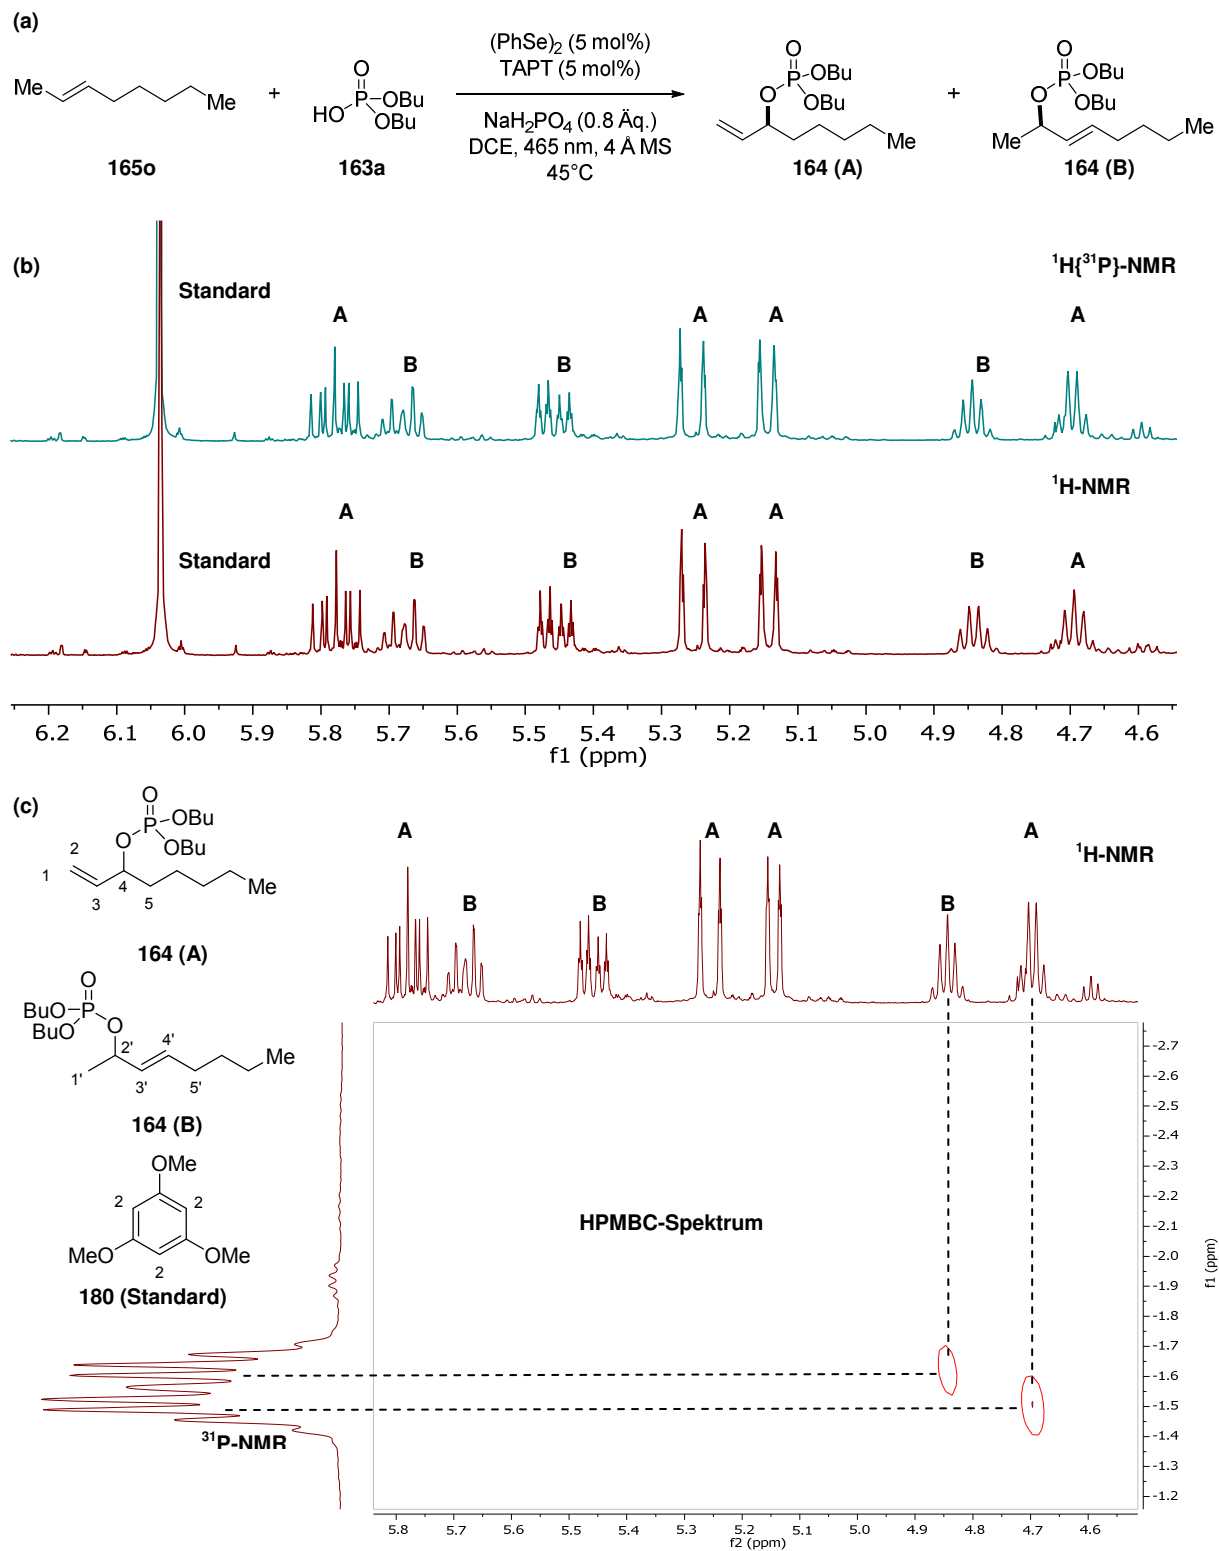 (a)
Me
Me
165o
+
O
HO
P
OBu
OBu
163a
(PhSe)2 (5 mol%)
TAPT (5 mol%)
NaH2PO4 (0.8 Äq.)
DCE, 465 nm, 4 Å MS
45°C
O
P
OBu
O
OBu
Me
164 (A)
+
O
P
OBu
O
OBu
Me
Me
164 (B)
(b)
1H{31P}-NMR
Standard
A
B
B
A
A
B
A
1H-NMR
Standard
A
B
B
A
A
B
A
6.2 6.1 6.0 5.9 5.8 5.7 5.6 5.5 5.4 5.3 5.2 5.1 5.0 4.9 4.8 4.7 4.6
f1 (ppm)
(c)
O
P
OBu
O
OBu
2
1
3
4
5
Me
164 (A)
O
BuO
P
BuO
O
2'
4'
Me
1'
3'
5'
164 (B)
OMe
2
2
MeO
OMe
2
180 (Standard)
A
B
B
A
A
B
A
1H-NMR
HPMBC-Spektrum
31P-NMR
-2.7
-2.6
-2.5
-2.4
-2.3
-2.2
-2.1
-2.0
-1.9
-1.8
-1.7
-1.6
-1.5
-1.4
-1.3
-1.2
f1 (ppm)
5.8 5.7 5.6 5.5 5.4 5.3 5.2 5.1 5.0 4.9 4.8 4.7 4.6
f2 (ppm)